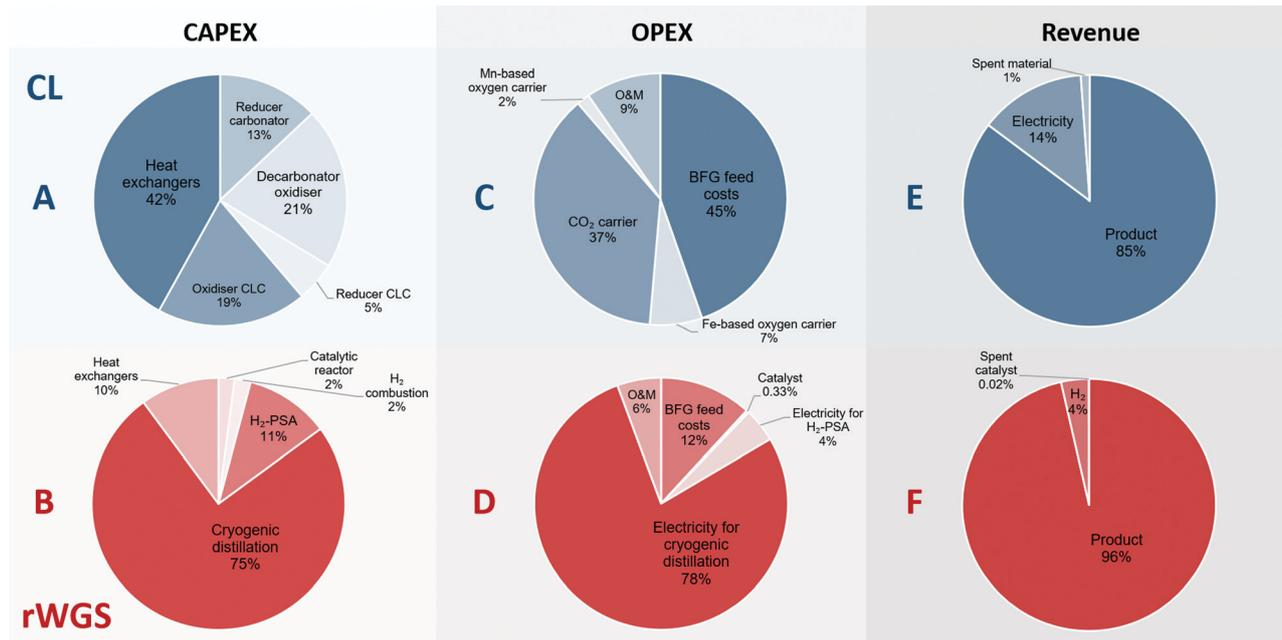 CAPEX
OPEX
Revenue
CL
A
Reducer
carbonator
13%
Decarbonator
oxidiser
21%
Reducer CLC
5%
Oxidiser CLC
19%
Heat
exchangers
42%
C
Mn-based
oxygen carrier
2%
O&M
9%
BFG feed
costs
45%
CO₂ carrier
37%
Fe-based oxygen carrier
7%
E
Spent material
1%
Electricity
14%
Product
85%
B
Heat
exchangers
10%
Catalytic
reactor
2%
H₂
combustion
2%
H₂-PSA
11%
Cryogenic
distillation
75%
rWGS
D
O&M
6%
BFG feed
costs
12%
Catalyst
0.33%
Electricity for
H₂-PSA
4%
Electricity for
cryogenic
distillation
78%
F
Spent
catalyst
0.02%
H₂
4%
Product
96%